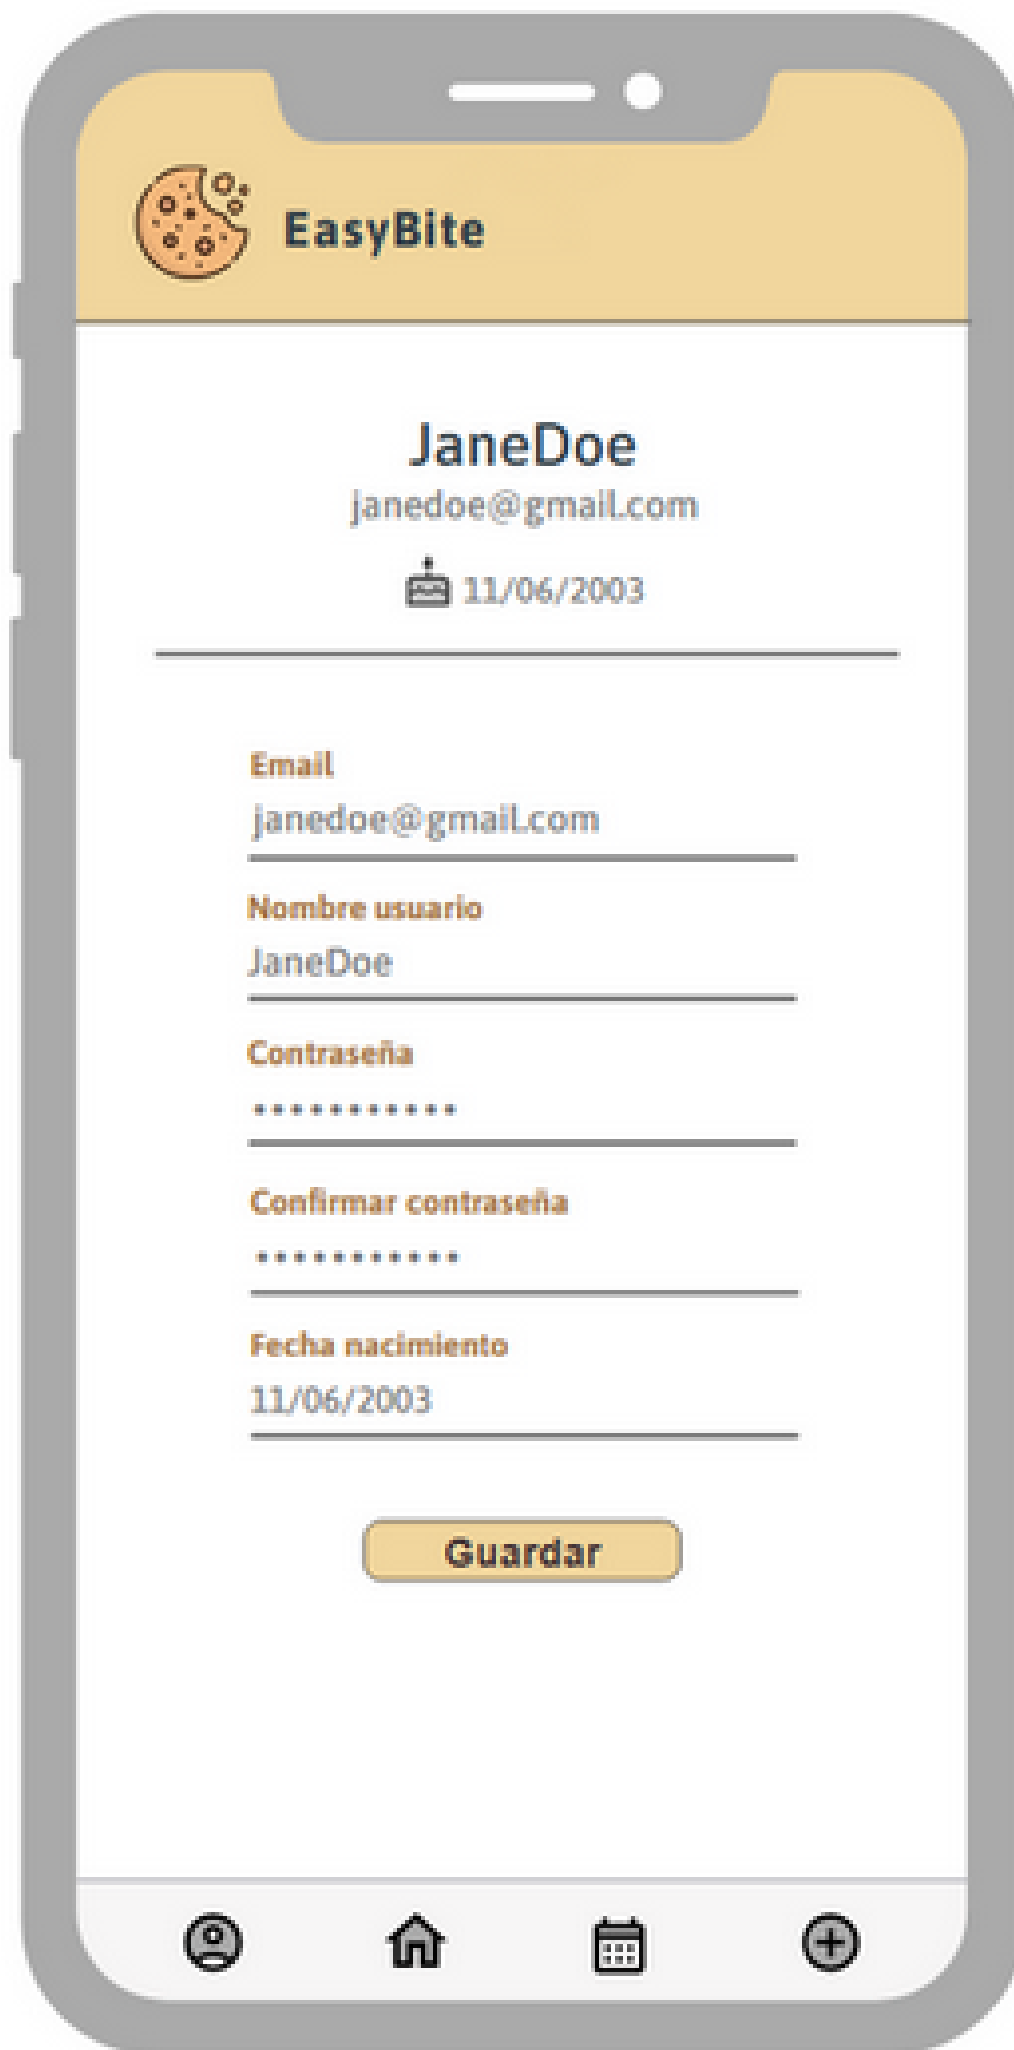 EasyBite
JaneDoe
janedoe@gmail.com
11/06/2003
Email
janedoe@gmail.com
Nombre usuario
JaneDoe
Contraseña
•••••••••••
Confirmar contraseña
•••••••••••
Fecha nacimiento
11/06/2003
Guardar